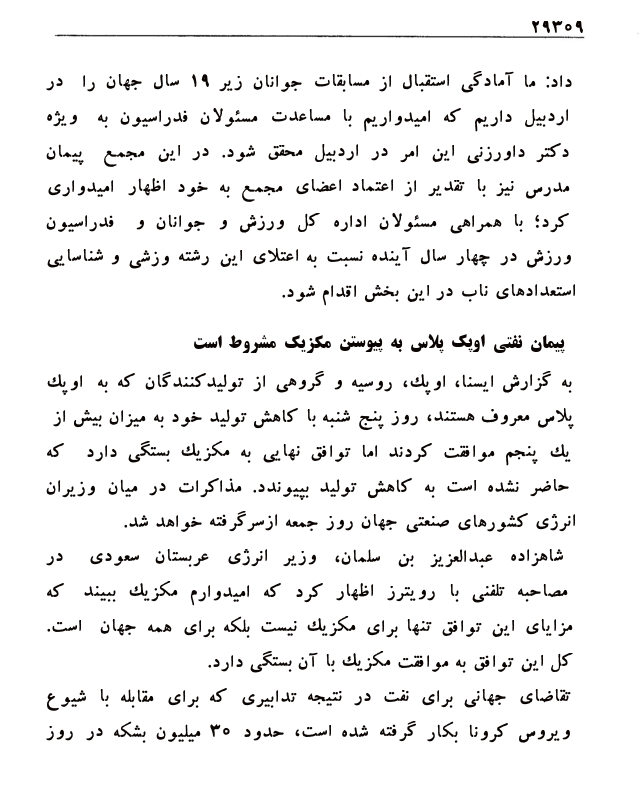 ۲۹۳۰۹
داد: ما آمادگی استقبال از مسابقات جوانان زیر ۱۹ سال جهان را در
اردبیل داریم که امیدواریم با مساعدت مسئولان فدراسیون به ویژه
دکتر داورزنی این امر در اردبیل محقق شود. در این مجمع پیمان
مدرس نیز با تقدیر از اعتماد اعضای مجمع به خود اظهار امیدواری
کرد؛ با همراهی مسئولان اداره کل ورزش و جوانان و فدراسیون
ورزش در چهار سال آینده نسبت به اعتلای این رشته وزشی و شناسایی
استعدادهای ناب در این بخش اقدام شود.
پیمان نفتی اوپک پلاس به پیوستن مکزیک مشروط است
به گزارش ایسنا، اوپك، روسیه و گروهی از تولیدکنندگان که به اوپك
پلاس معروف هستند، روز پنج شنبه با کاهش تولید خود به میزان بیش از
یك پنجم موافقت کردند اما توافق نهایی به مکزیك بستگی دارد که
حاضر نشده است به کاهش تولید بپیوندد. مذاکرات در میان وزیران
انرژی کشورهای صنعتی جهان روز جمعه ازسرگرفته خواهد شد.
شاهزاده عبدالعزیز بن سلمان، وزیر انرژی عربستان سعودی در
مصاحبه تلفنی با رویترز اظهار کرد که امیدوارم مکزیك ببیند که
مزایای این توافق تنها برای مکزیك نیست بلکه برای همه جهان است.
کل این توافق به موافقت مکزیك با آن بستگی دارد.
تقاضای جهانی برای نفت در نتیجه تدابیری که برای مقابله با شیوع
ویروس کرونا بکار گرفته شده است، حدود ۳۰ میلیون بشکه در روز